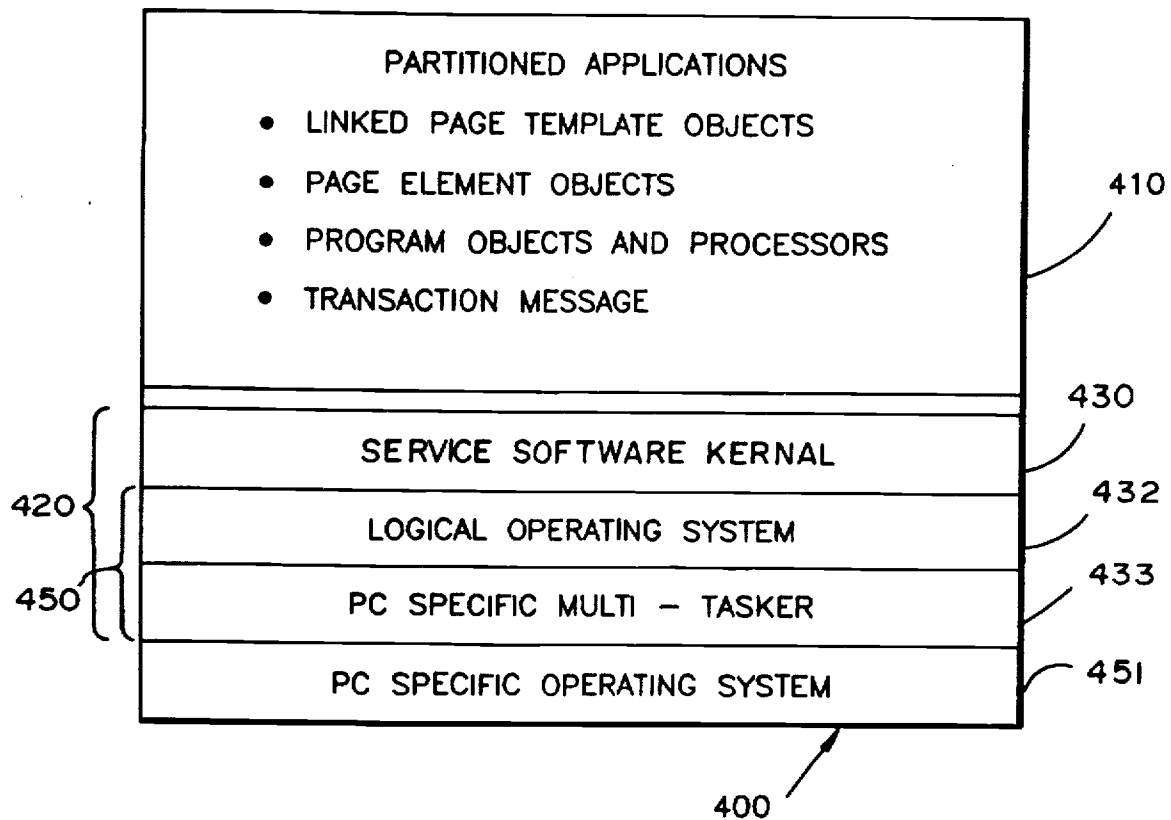 PARTITIONED APPLICATIONS
• LINKED PAGE TEMPLATE OBJECTS
• PAGE ELEMENT OBJECTS
• PROGRAM OBJECTS AND PROCESSORS
• TRANSACTION MESSAGE
410
430
SERVICE SOFTWARE KERNAL
420
432
LOGICAL OPERATING SYSTEM
433
450
PC SPECIFIC MULTI - TASKER
451
PC SPECIFIC OPERATING SYSTEM
400